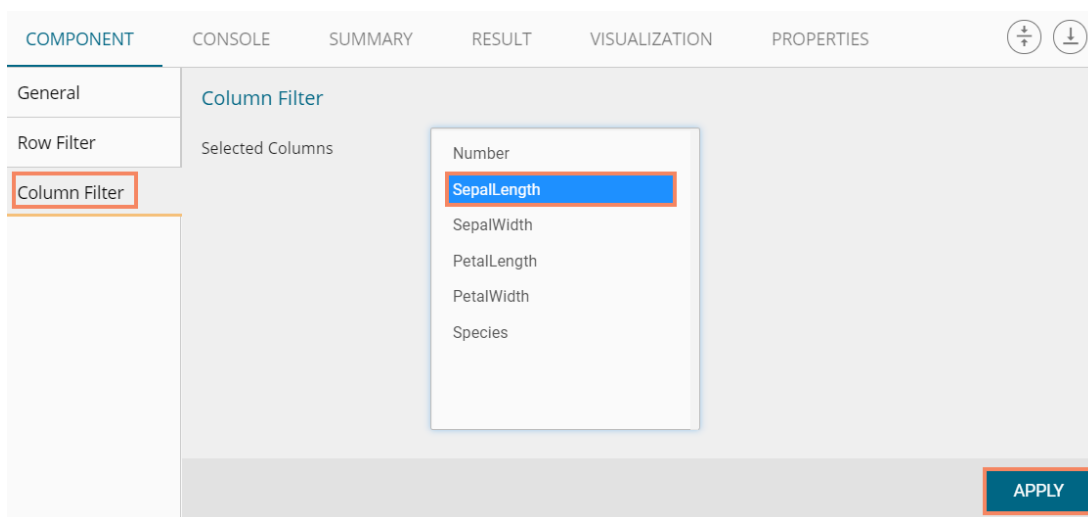 COMPONENT CONSOLE SUMMARY RESULT VISUALIZATION PROPERTIES
General
Row Filter
Column Filter
Column Filter
Selected Columns
Number
SepalLength
SepalWidth
PetalLength
PetalWidth
Species
APPLY